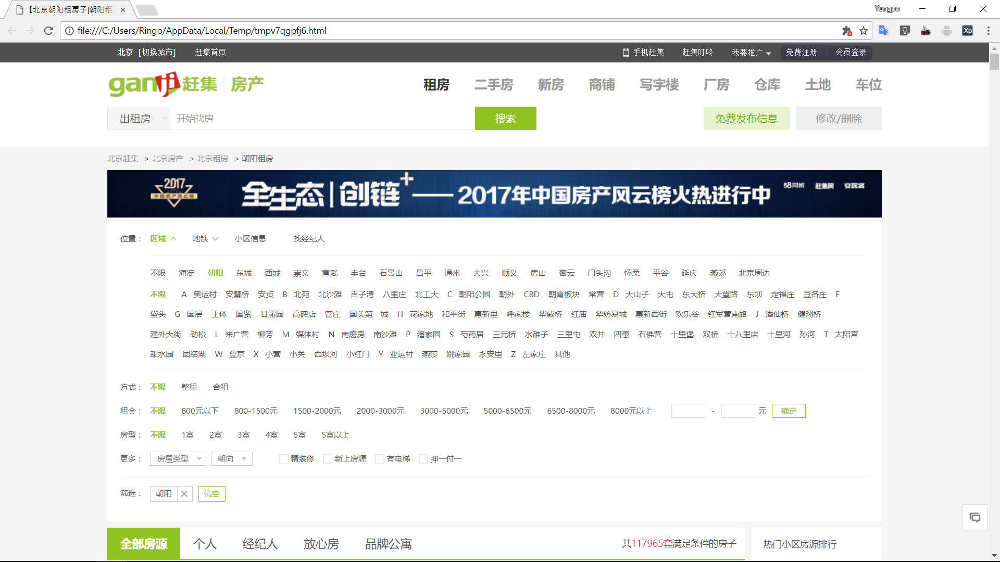 【北京朝阳租房子|朝阳租
Yungpo
file:///C:/Users/Ringo/AppData/Local/Temp/tmpv7qgpfj6.html
Xp
北京 [切换城市] 赶集首页 手机赶集 赶集叮咚 我要推广 免费注册 会员登录
ganji赶集 房产 租房 二手房 新房 商铺 写字楼 厂房 仓库 土地 车位
出租房 开始找房 搜索 免费发布信息 修改/删除
北京赶集 > 北京房产 > 北京租房 > 朝阳租房
2017 中国房产风云榜 全生态|创链+ —— 2017年中国房产风云榜火热进行中 58同城 赶集网 安居客
位置： 区域 地铁 小区信息 找经纪人
不限 海淀 朝阳 东城 西城 崇文 宣武 丰台 石景山 昌平 通州 大兴 顺义 房山 密云 门头沟 怀柔 平谷 延庆 燕郊 北京周边
不限 A 奥运村 安慧桥 安贞 B 北苑 北沙滩 百子湾 八里庄 北工大 C 朝阳公园 朝外 CBD 朝青板块 常营 D 大山子 大屯 东大桥 大望路 东坝 定福庄 豆各庄 F
垡头 G 国展 工体 国贸 甘露园 高碑店 管庄 国美第一城 H 花家地 和平街 惠新里 呼家楼 华威桥 红庙 华纺易城 惠新西街 欢乐谷 红军营南路 J 酒仙桥 健翔桥
建外大街 劲松 L 来广营 柳芳 M 媒体村 N 南磨房 南沙滩 P 潘家园 S 芍药居 三元桥 水碓子 三里屯 双井 四惠 石佛营 十里堡 双桥 十八里店 十里河 孙河 T 太阳宫
甜水园 团结湖 W 望京 X 小营 小关 西坝河 小红门 Y 亚运村 燕莎 姚家园 永安里 Z 左家庄 其他
方式： 不限 整租 合租
租金： 不限 800元以下 800-1500元 1500-2000元 2000-3000元 3000-5000元 5000-6500元 6500-8000元 8000元以上 - 元 确定
房型： 不限 1室 2室 3室 4室 5室 5室以上
更多： 房屋类型 朝向 精装修 新上房源 有电梯 押一付一
筛选： 朝阳 清空
全部房源 个人 经纪人 放心房 品牌公寓 共117965套满足条件的房子 热门小区房源排行